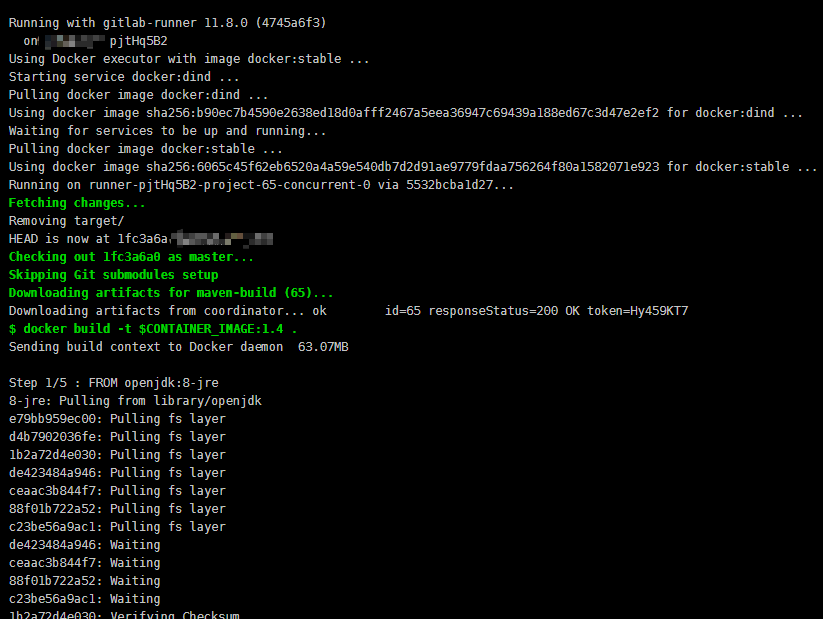 Running with gitlab-runner 11.8.0 (4745a6f3)
on pjtHq5B2
Using Docker executor with image docker:stable ...
Starting service docker:dind ...
Pulling docker image docker:dind ...
Using docker image sha256:b90ec7b4590e2638ed18d0afff2467a5eea36947c69439a188ed67c3d47e2ef2 for docker:dind ...
Waiting for services to be up and running...
Pulling docker image docker:stable ...
Using docker image sha256:6065c45f62eb6520a4a59e540db7d2d91ae9779fdaa756264f80a1582071e923 for docker:stable ...
Running on runner-pjtHq5B2-project-65-concurrent-0 via 5532bcba1d27...
Fetching changes...
Removing target/
HEAD is now at 1fc3a6a
Checking out 1fc3a6a0 as master...
Skipping Git submodules setup
Downloading artifacts for maven-build (65)...
Downloading artifacts from coordinator... ok        id=65 responseStatus=200 OK token=Hy459KT7
$ docker build -t $CONTAINER_IMAGE:1.4 .
Sending build context to Docker daemon  63.07MB
Step 1/5 : FROM openjdk:8-jre
8-jre: Pulling from library/openjdk
e79bb959ec00: Pulling fs layer
d4b7902036fe: Pulling fs layer
1b2a72d4e030: Pulling fs layer
de423484a946: Pulling fs layer
ceaac3b844f7: Pulling fs layer
88f01b722a52: Pulling fs layer
c23be56a9ac1: Pulling fs layer
de423484a946: Waiting
ceaac3b844f7: Waiting
88f01b722a52: Waiting
c23be56a9ac1: Waiting
1b2a72d4e030: Verifying Checksum